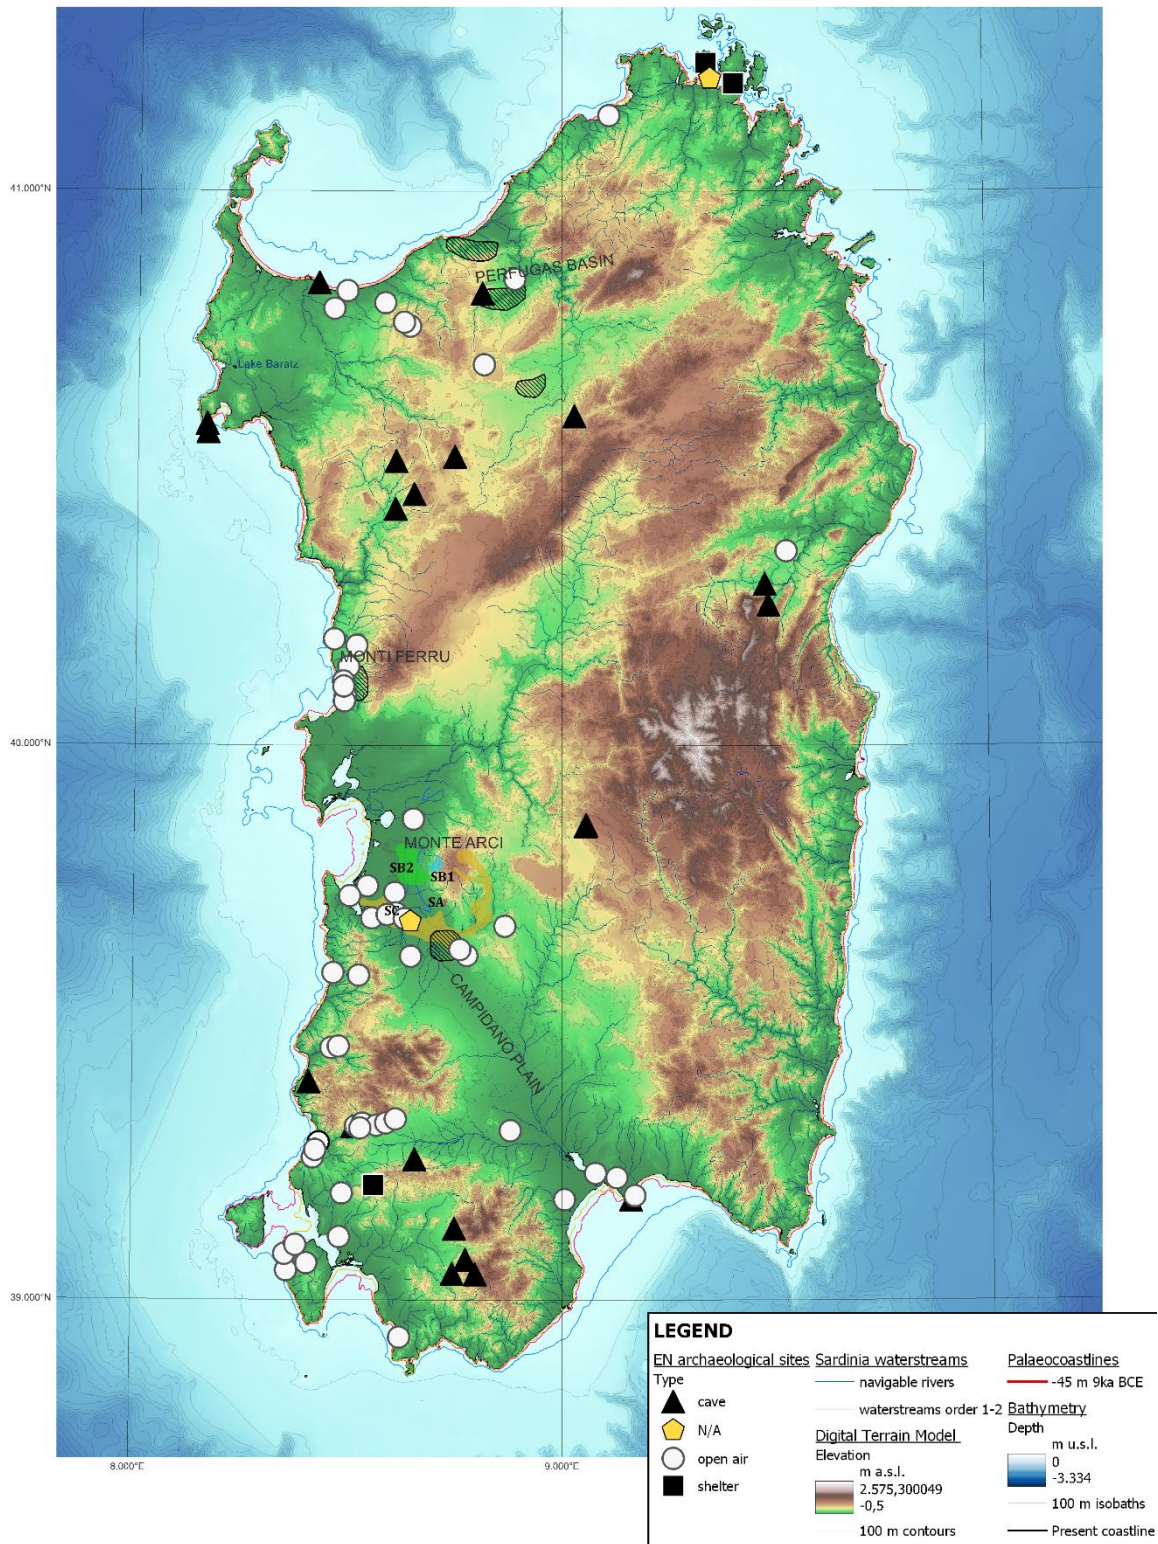 41.000°N
PERFUGAS BASIN
Lake Baratz
MONTI FERRU
40.000°N
MONTE ARCI
SB2
SB1
SA
SC
CAMPIDANO PLAIN
39.000°N
8.000°E
9.000°E
LEGEND
EN archaeological sites
Type
cave
N/A
open air
shelter
Sardinia waterstreams
navigable rivers
waterstreams order 1-2
Digital Terrain Model
Elevation
m a.s.l.
2.575,300049
-0,5
100 m contours
Palaeocoastlines
-45 m 9ka BCE
Bathymetry
Depth
m u.s.l.
0
-3.334
100 m isobaths
Present coastline